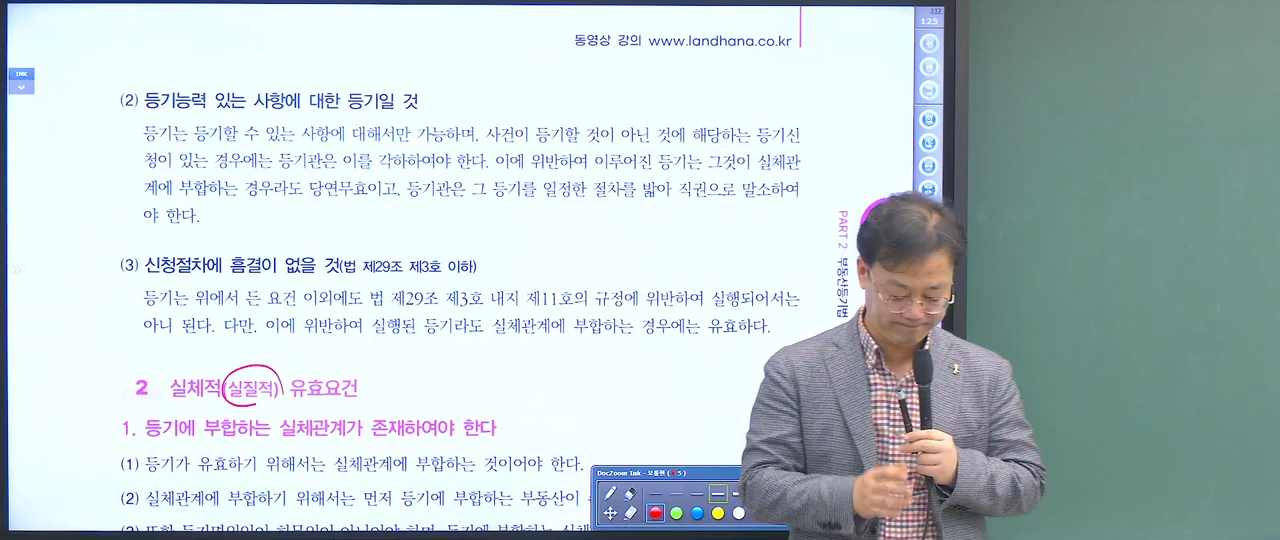 동영상 강의 www.landhana.co.kr
125
INK
(2) 등기능력 있는 사항에 대한 등기일 것
등기는 등기할 수 있는 사항에 대해서만 가능하며, 사건이 등기할 것이 아닌 것에 해당하는 등기신
청이 있는 경우에는 등기관은 이를 각하하여야 한다. 이에 위반하여 이루어진 등기는 그것이 실체관
계에 부합하는 경우라도 당연무효이고, 등기관은 그 등기를 일정한 절차를 밟아 직권으로 말소하여
야 한다.
PART 2 부동산등기법
(3) 신청절차에 흠결이 없을 것(법 제29조 제3호 이하)
등기는 위에서 든 요건 이외에도 법 제29조 제3호 내지 제11호의 규정에 위반하여 실행되어서는
아니 된다. 다만, 이에 위반하여 실행된 등기라도 실체관계에 부합하는 경우에는 유효하다.
2 실체적(실질적) 유효요건
1. 등기에 부합하는 실체관계가 존재하여야 한다
(1) 등기가 유효하기 위해서는 실체관계에 부합하는 것이어야 한다.
(2) 실체관계에 부합하기 위해서는 먼저 등기에 부합하는 부동산이
DocZoom Ink - 보통펜 ( 5 )